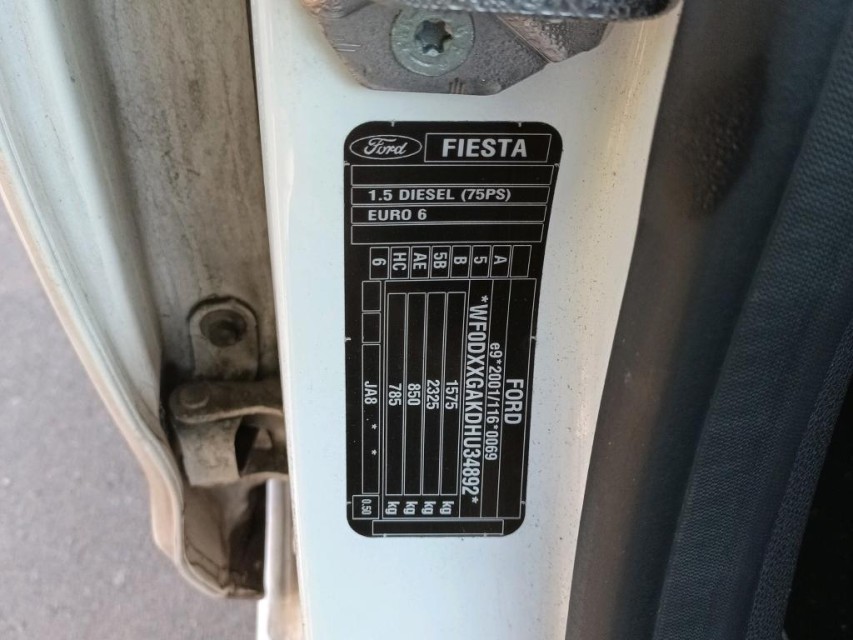 Ford FIESTA
1.5 DIESEL (75PS)
EURO 6
A 5 B 5B AE HC 6
FORD
e9*2001/116*0069
*WF0DXXGAKDHU34892*
1575 kg
2325 kg
850 kg
785 kg
JA8 * * 0.50